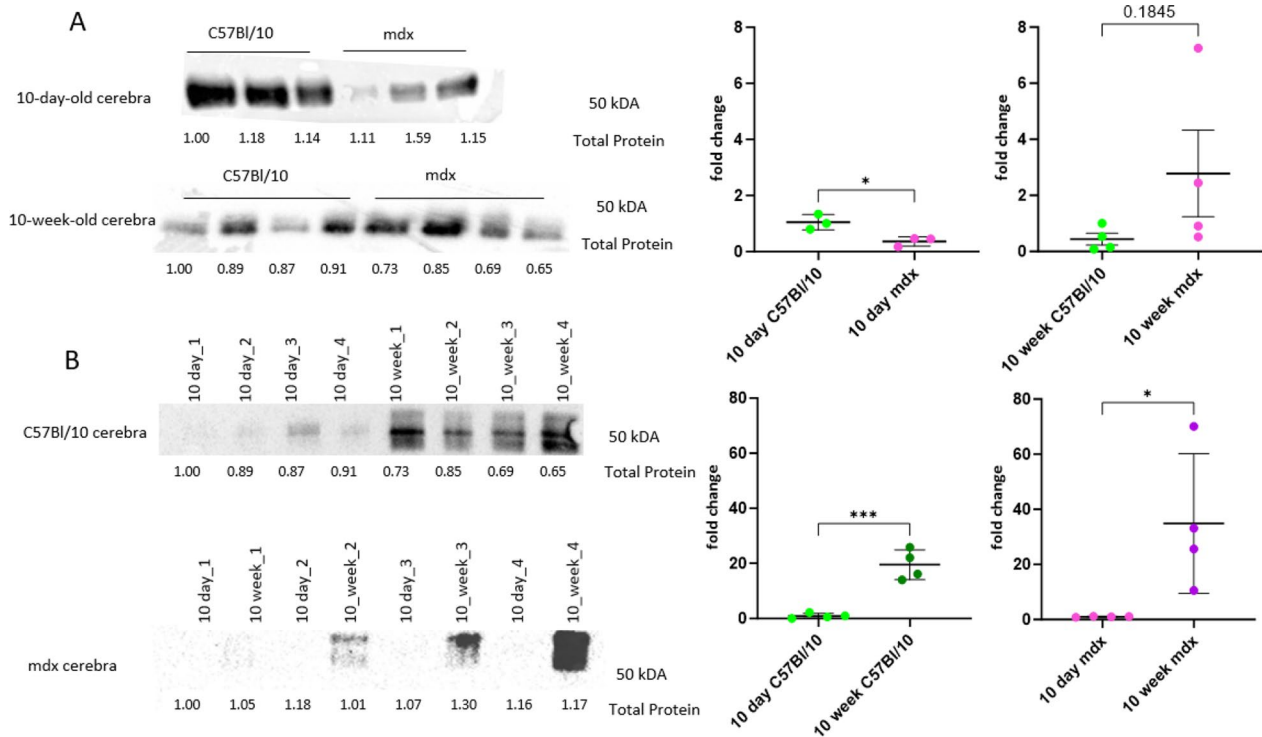 A
C57Bl/10 mdx
10-day-old cerebra
50 kDA
1.00 1.18 1.14 1.11 1.59 1.15 Total Protein
C57Bl/10 mdx
10-week-old cerebra
50 kDA
Total Protein
1.00 0.89 0.87 0.91 0.73 0.85 0.69 0.65
8
6
4
2
0
fold change
*
10 day C57Bl/10
10 day mdx
8
6
4
2
0
fold change
0.1845
10 week C57Bl/10
10 week mdx
B
10 day_1
10 day_2
10 day_3
10 day_4
10 week_1
10_week_2
10_week_3
10_week_4
C57Bl/10 cerebra
50 kDA
1.00 0.89 0.87 0.91 0.73 0.85 0.69 0.65 Total Protein
10 day_1
10 week_1
10 day_2
10_week_2
10 day_3
10_week_3
10 day_4
10_week_4
mdx cerebra
50 kDA
1.00 1.05 1.18 1.01 1.07 1.30 1.16 1.17 Total Protein
80
60
40
20
0
fold change
***
10 day C57Bl/10
10 week C57Bl/10
80
60
40
20
0
fold change
*
10 day mdx
10 week mdx